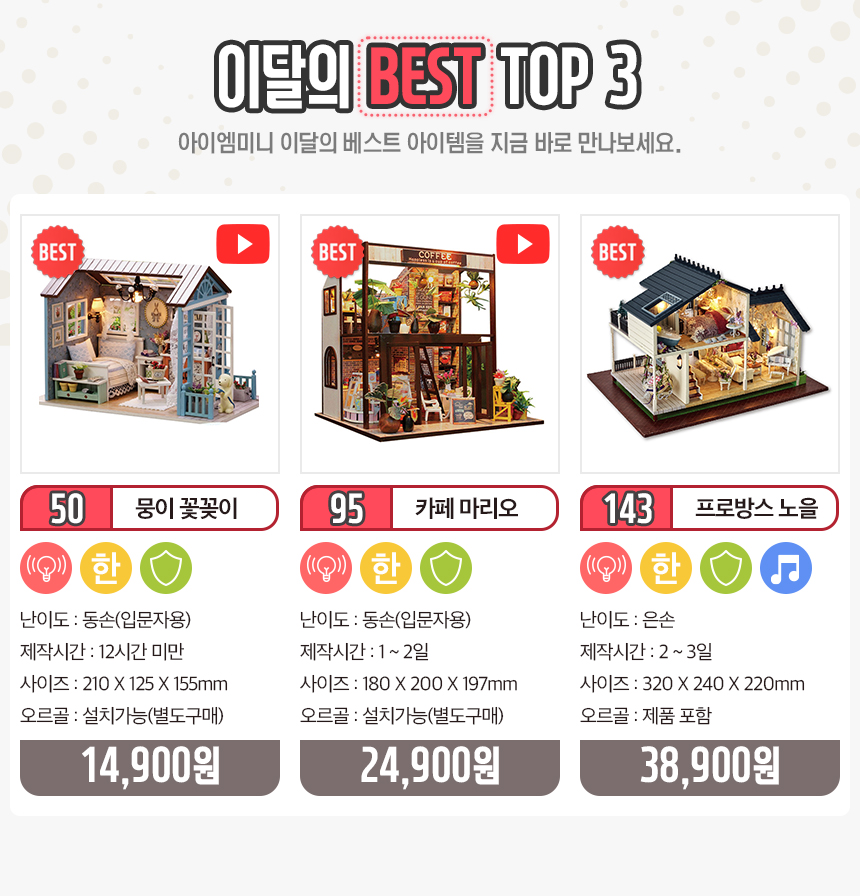 이달의 BEST TOP 3
아이엠미니 이달의 베스트 아이템을 지금 바로 만나보세요.
BEST
COFFEE
BEST
BEST
50 뭉이 꽃꽂이
95 카페 마리오
143 프로방스 노을
한
한
한
난이도 : 동손(입문자용)
제작시간 : 12시간 미만
사이즈 : 210 X 125 X 155mm
오르골 : 설치가능(별도구매)
14,900원
난이도 : 동손(입문자용)
제작시간 : 1 ~ 2일
사이즈 : 180 X 200 X 197mm
오르골 : 설치가능(별도구매)
24,900원
난이도 : 은손
제작시간 : 2 ~ 3일
사이즈 : 320 X 240 X 220mm
오르골 : 제품 포함
38,900원